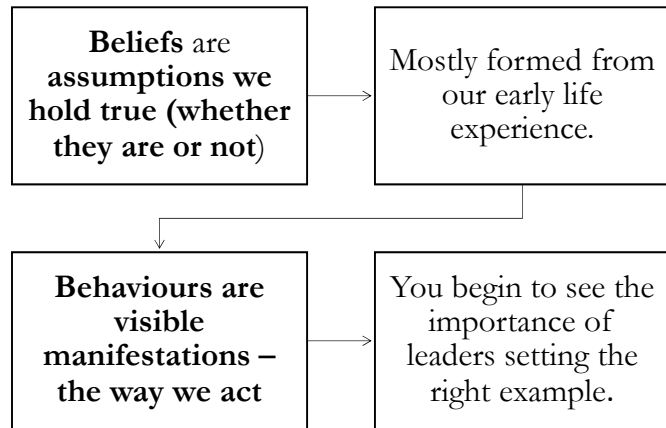 Beliefs are
assumptions we
hold true (whether
they are or not)
Mostly formed from
our early life
experience.
Behaviours are
visible
manifestations –
the way we act
You begin to see the
importance of
leaders setting the
right example.